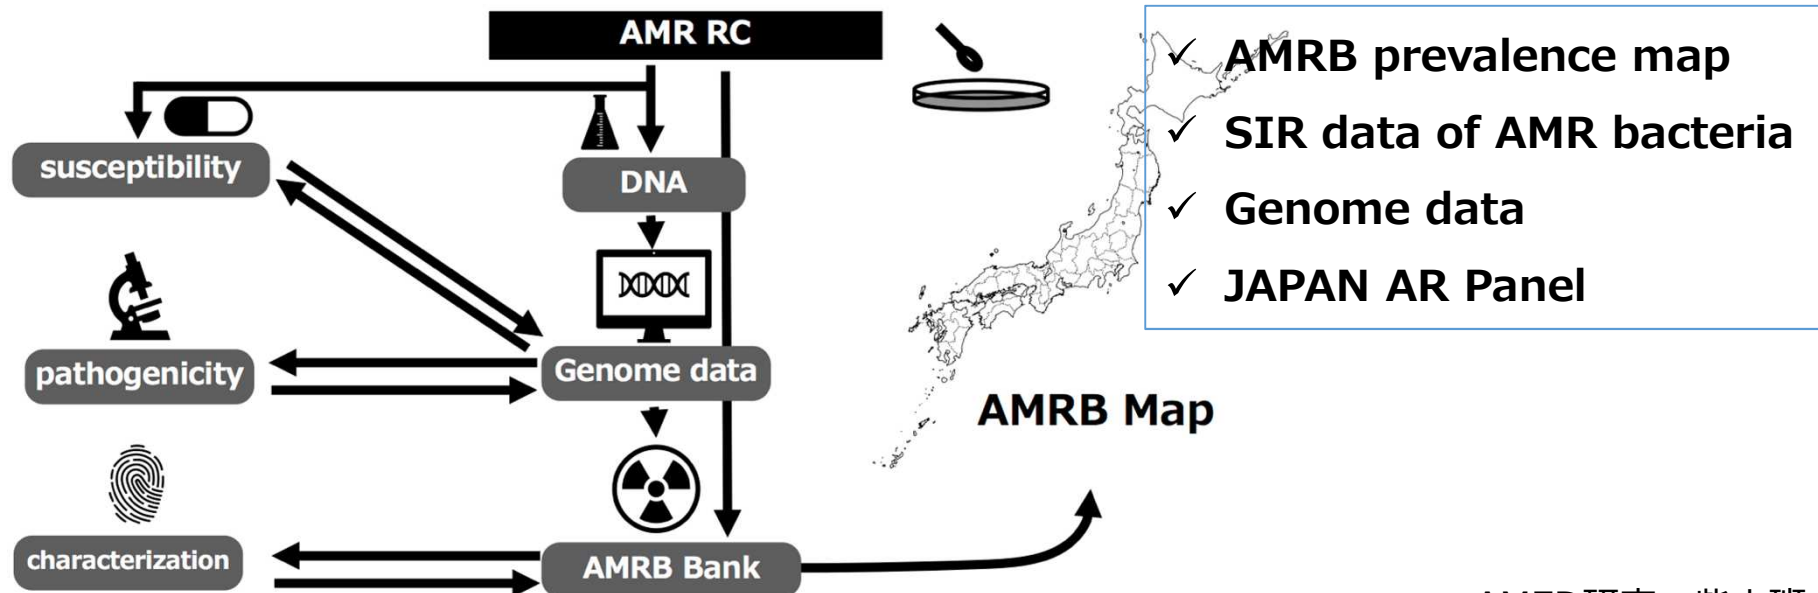 AMR RC
susceptibility
DNA
pathogenicity
Genome data
characterization
AMRB Bank
AMRB Map
✓ AMRB prevalence map
✓ SIR data of AMR bacteria
✓ Genome data
✓ JAPAN AR Panel